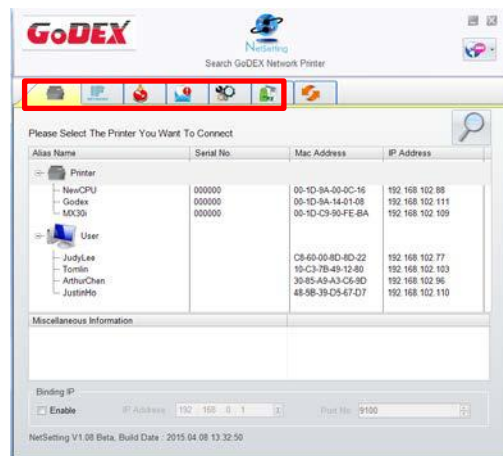 GoDEX
NetSetting
Search GoDEX Network Printer
IP
Please Select The Printer You Want To Connect
Alias Name Serial No. Mac Address IP Address
Printer
NewCPU 000000 00-1D-9A-00-0C-16 192.168.102.88
Godex 000000 00-1D-9A-14-01-08 192.168.102.111
MX30i 000000 00-1D-C9-90-FE-BA 192.168.102.109
User
JudyLee C8-60-00-8D-8D-22 192.168.102.77
Tomlin 10-C3-7B-49-12-80 192.168.102.103
ArthurChen 30-85-A9-A3-C6-9D 192.168.102.96
JustinHo 48-5B-39-D5-67-D7 192.168.102.110
Miscellaneous Information
Binding IP
Enable IP Address 192 . 168 . 0 . 1 Port No. 9100
NetSetting V1.08 Beta, Build Date : 2015.04.08 13:32:50